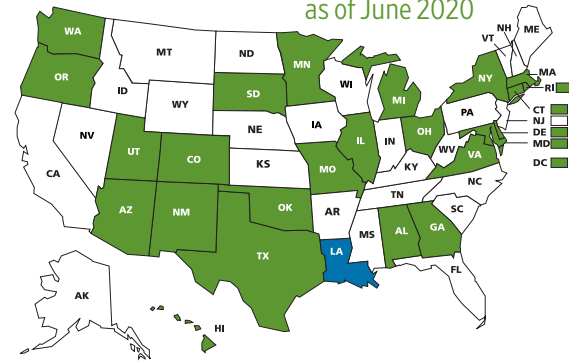 as of June 2020
WA
MT
ND
MN
VT
NH
ME
OR
ID
SD
WI
MI
NY
MA
RI
WY
IA
PA
CT
NJ
NV
NE
IL
IN
OH
DE
MD
UT
CO
KS
MO
WV
VA
DC
CA
KY
NC
AZ
NM
OK
AR
TN
SC
TX
LA
MS
AL
GA
FL
AK
HI